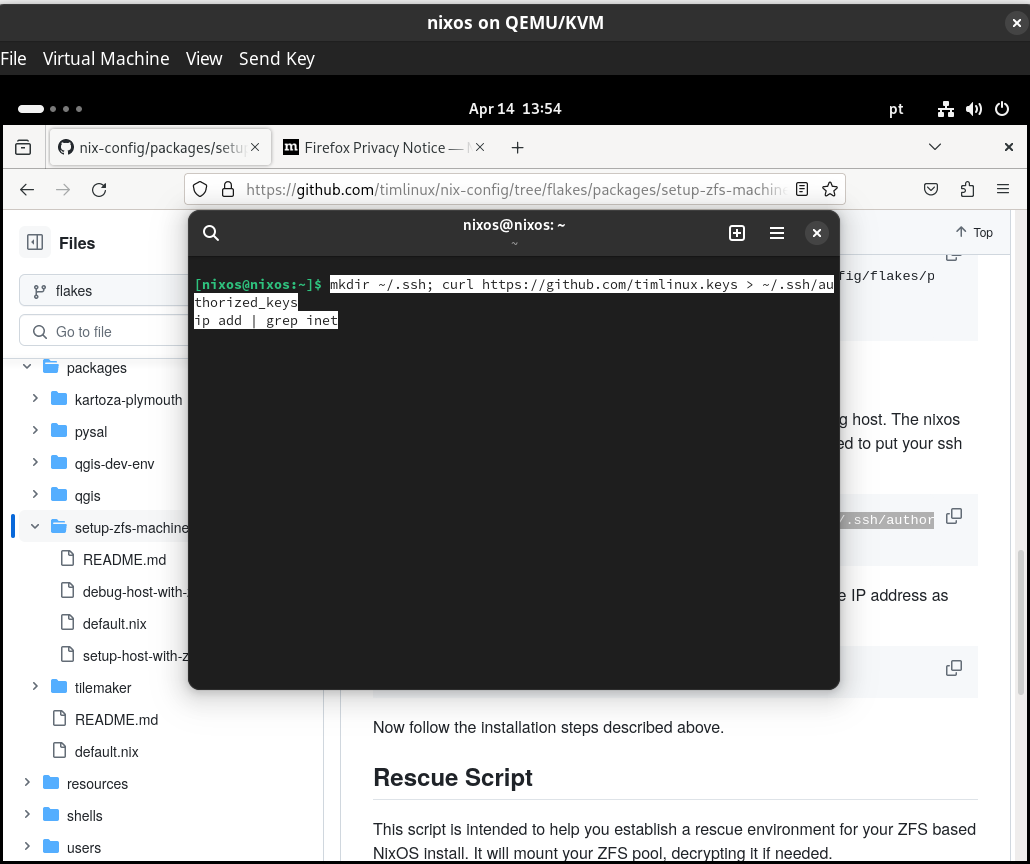 nixos on QEMU/KVM
File Virtual Machine View Send Key
Apr 14 13:54
pt
nix-config/packages/setu
Firefox Privacy Notice —
https://github.com/timlinux/nix-config/tree/flakes/packages/setup-zfs-machine
Files
flakes
Go to file
packages
kartoza-plymouth
pysal
qgis-dev-env
qgis
setup-zfs-machine
README.md
debug-host-with-
default.nix
setup-host-with-z
tilemaker
README.md
default.nix
resources
shells
users
nixos@nixos: ~
~
[nixos@nixos:~]$ mkdir ~/.ssh; curl https://github.com/timlinux.keys > ~/.ssh/au
thorized_keys
ip add | grep inet
Top
fig/flakes/p
g host. The nixos
ed to put your ssh
/.ssh/author
e IP address as
Now follow the installation steps described above.
Rescue Script
This script is intended to help you establish a rescue environment for your ZFS based
NixOS install. It will mount your ZFS pool, decrypting it if needed.